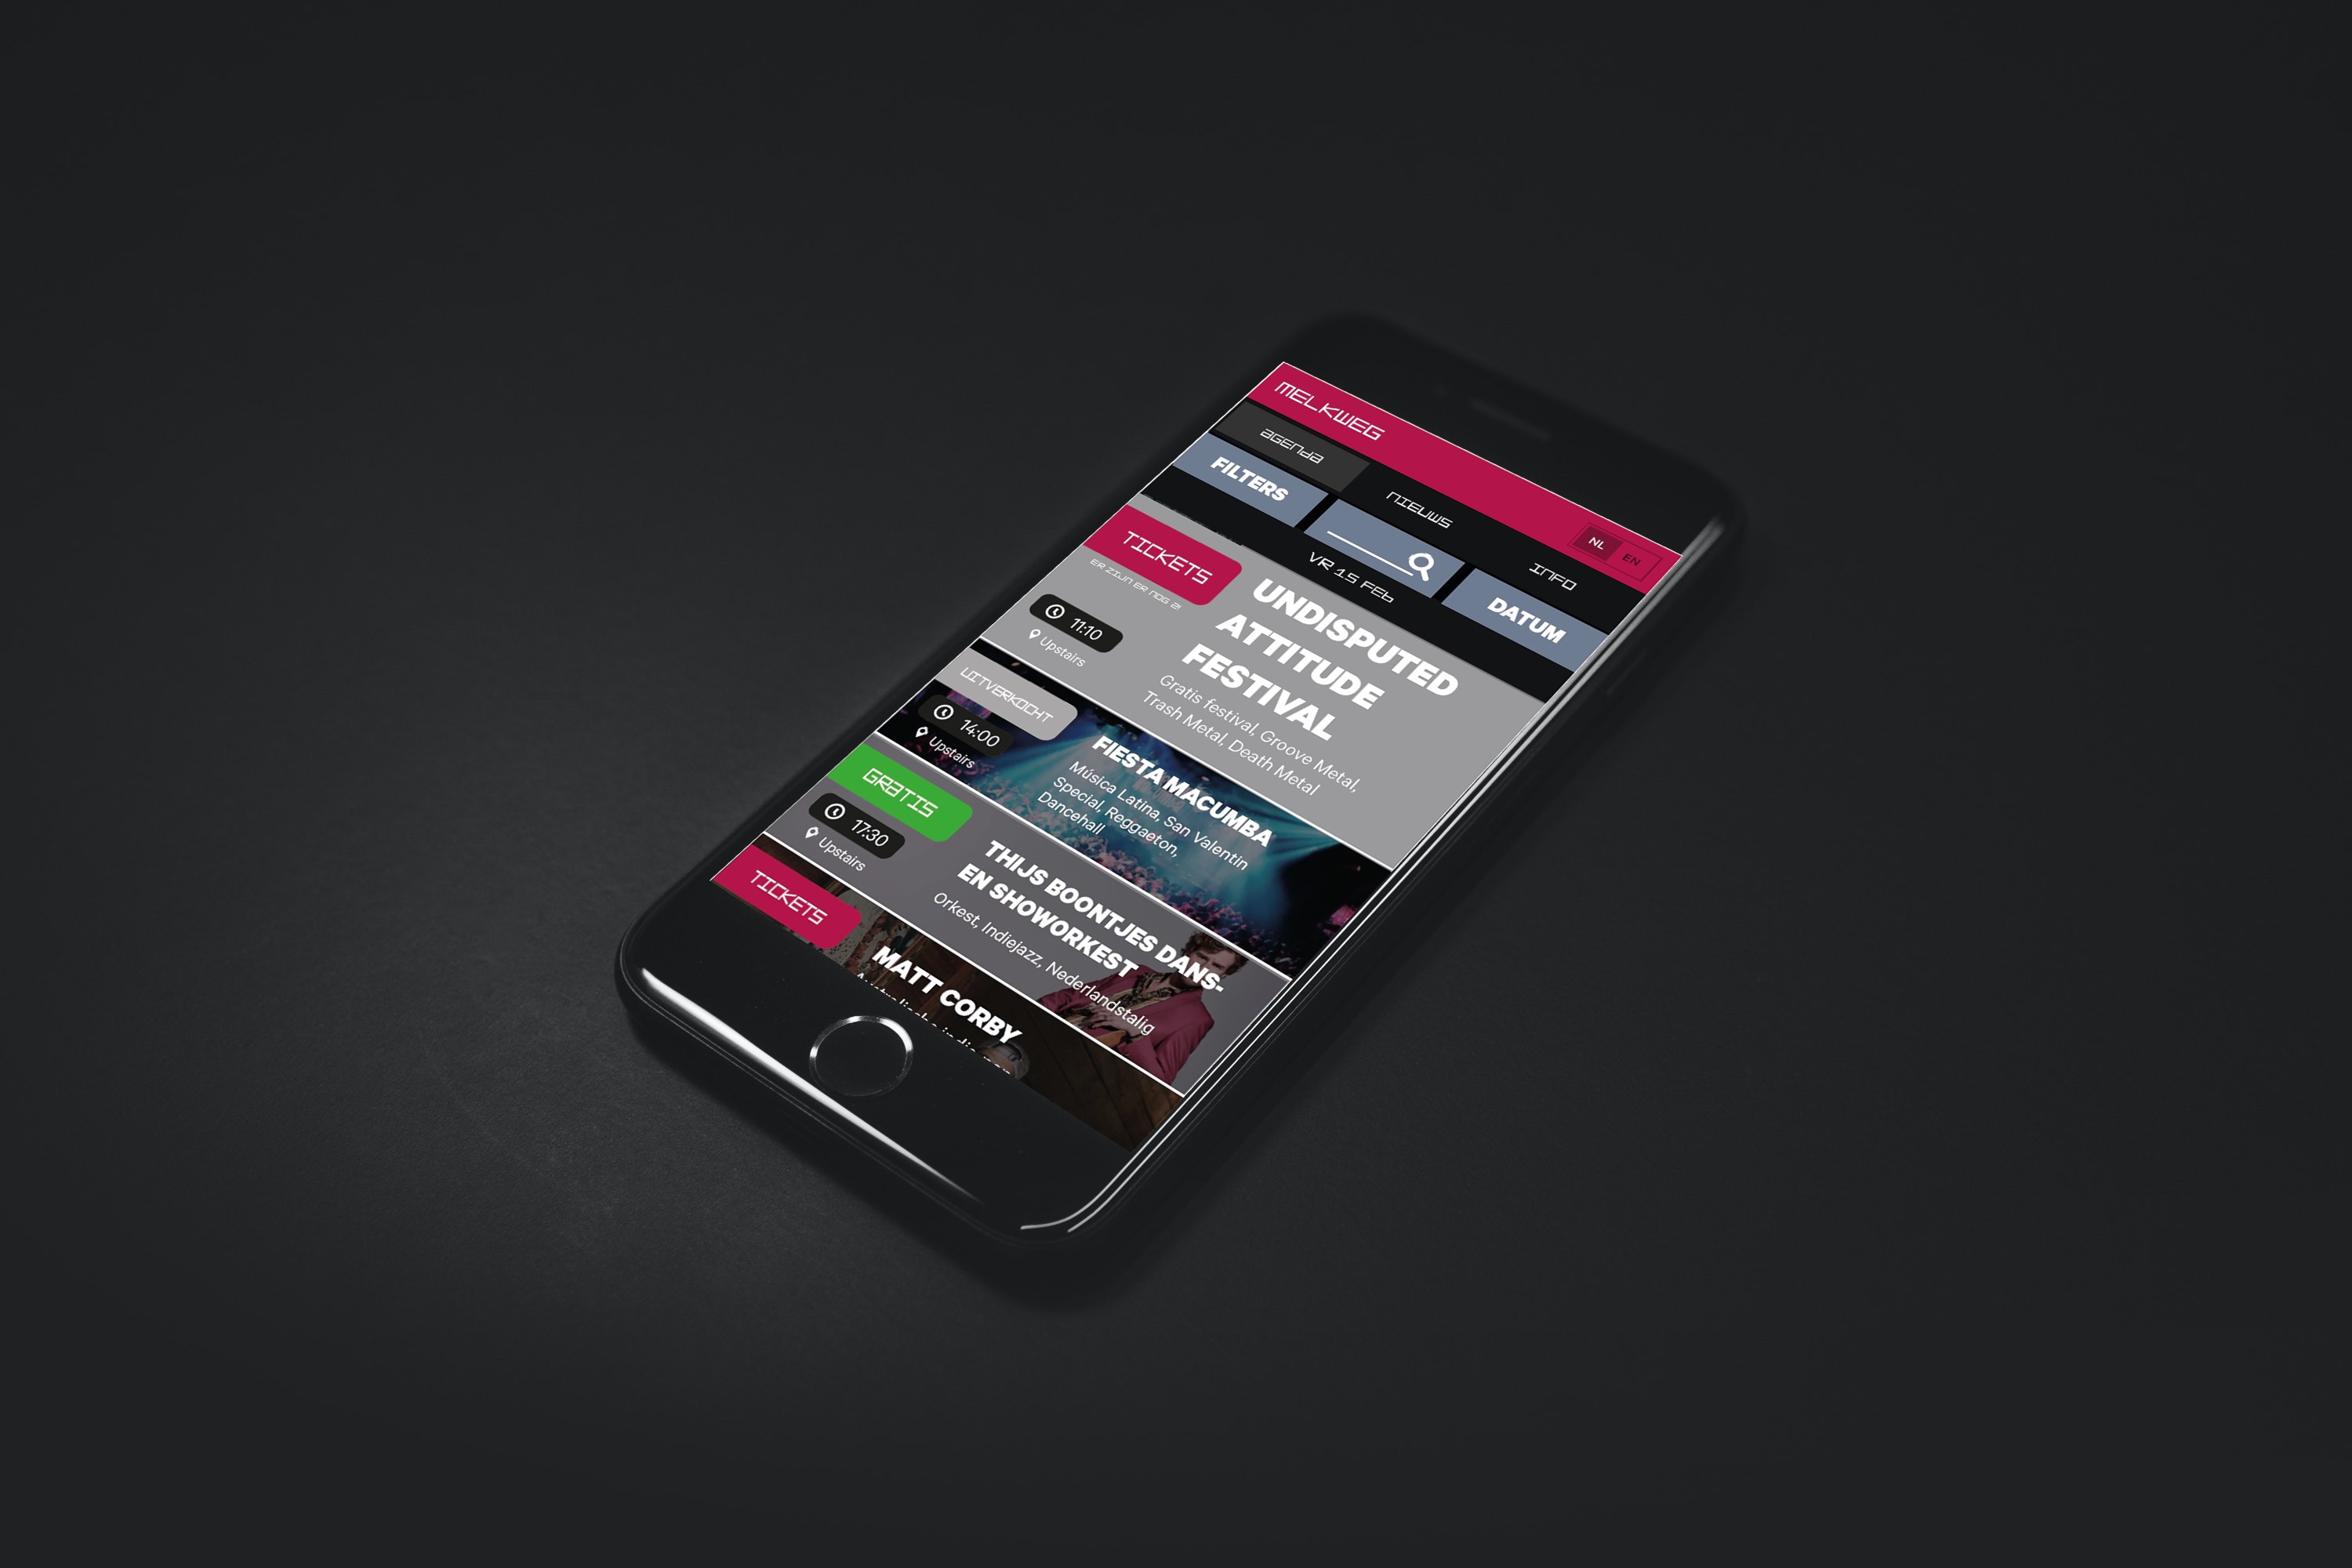 MELKWEG
NL EN
AGENDA
NIEUWS
INFO
FILTERS
DATUM
VR 15 FEB
TICKETS
ER ZIJN ER NOG 2!
11:10
Upstairs
UNDISPUTED
ATTITUDE
FESTIVAL
Gratis festival, Groove Metal,
Trash Metal, Death Metal
UITVERKOCHT
14:00
Upstairs
FIESTA MACUMBA
Música Latina, San Valentin
Special, Reggaeton,
Dancehall
GRATIS
17:30
Upstairs
THIJS BOONTJES DANS-
EN SHOWORKEST
Orkest, Indiejazz, Nederlandstalig
TICKETS
MATT CORBY